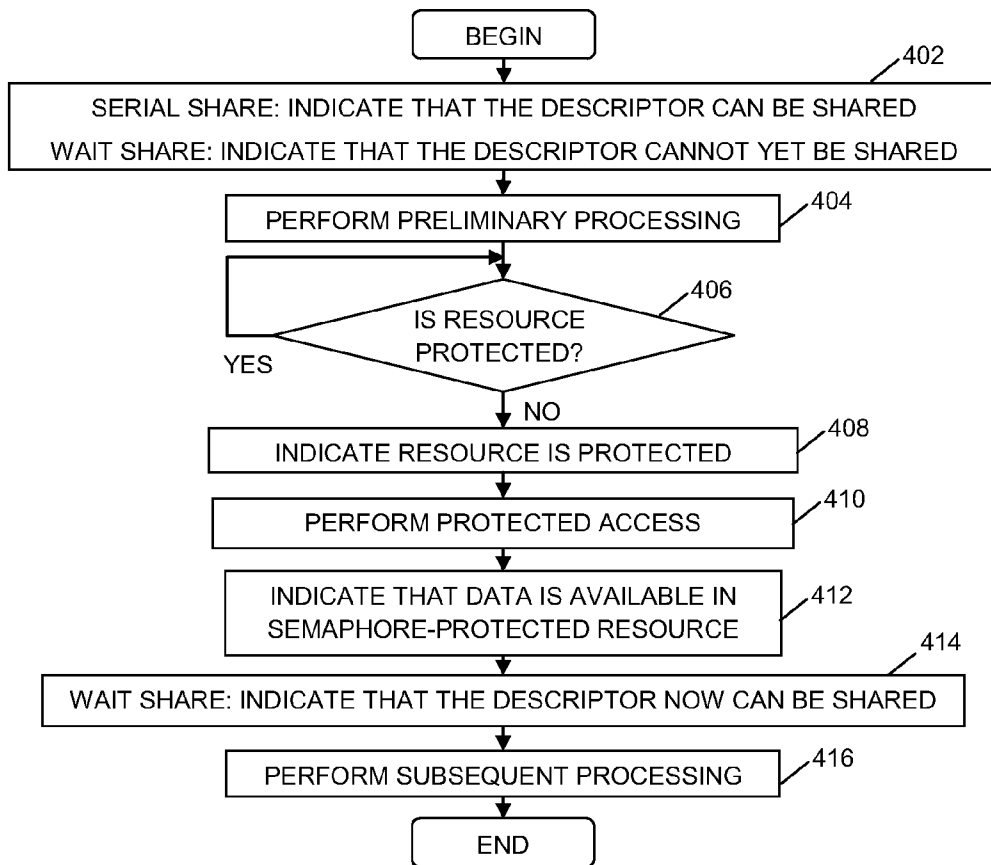 BEGIN
402
SERIAL SHARE: INDICATE THAT THE DESCRIPTOR CAN BE SHARED
WAIT SHARE: INDICATE THAT THE DESCRIPTOR CANNOT YET BE SHARED
PERFORM PRELIMINARY PROCESSING
404
406
IS RESOURCE
PROTECTED?
YES
NO
408
INDICATE RESOURCE IS PROTECTED
410
PERFORM PROTECTED ACCESS
INDICATE THAT DATA IS AVAILABLE IN
SEMAPHORE-PROTECTED RESOURCE
412
414
WAIT SHARE: INDICATE THAT THE DESCRIPTOR NOW CAN BE SHARED
PERFORM SUBSEQUENT PROCESSING
416
END